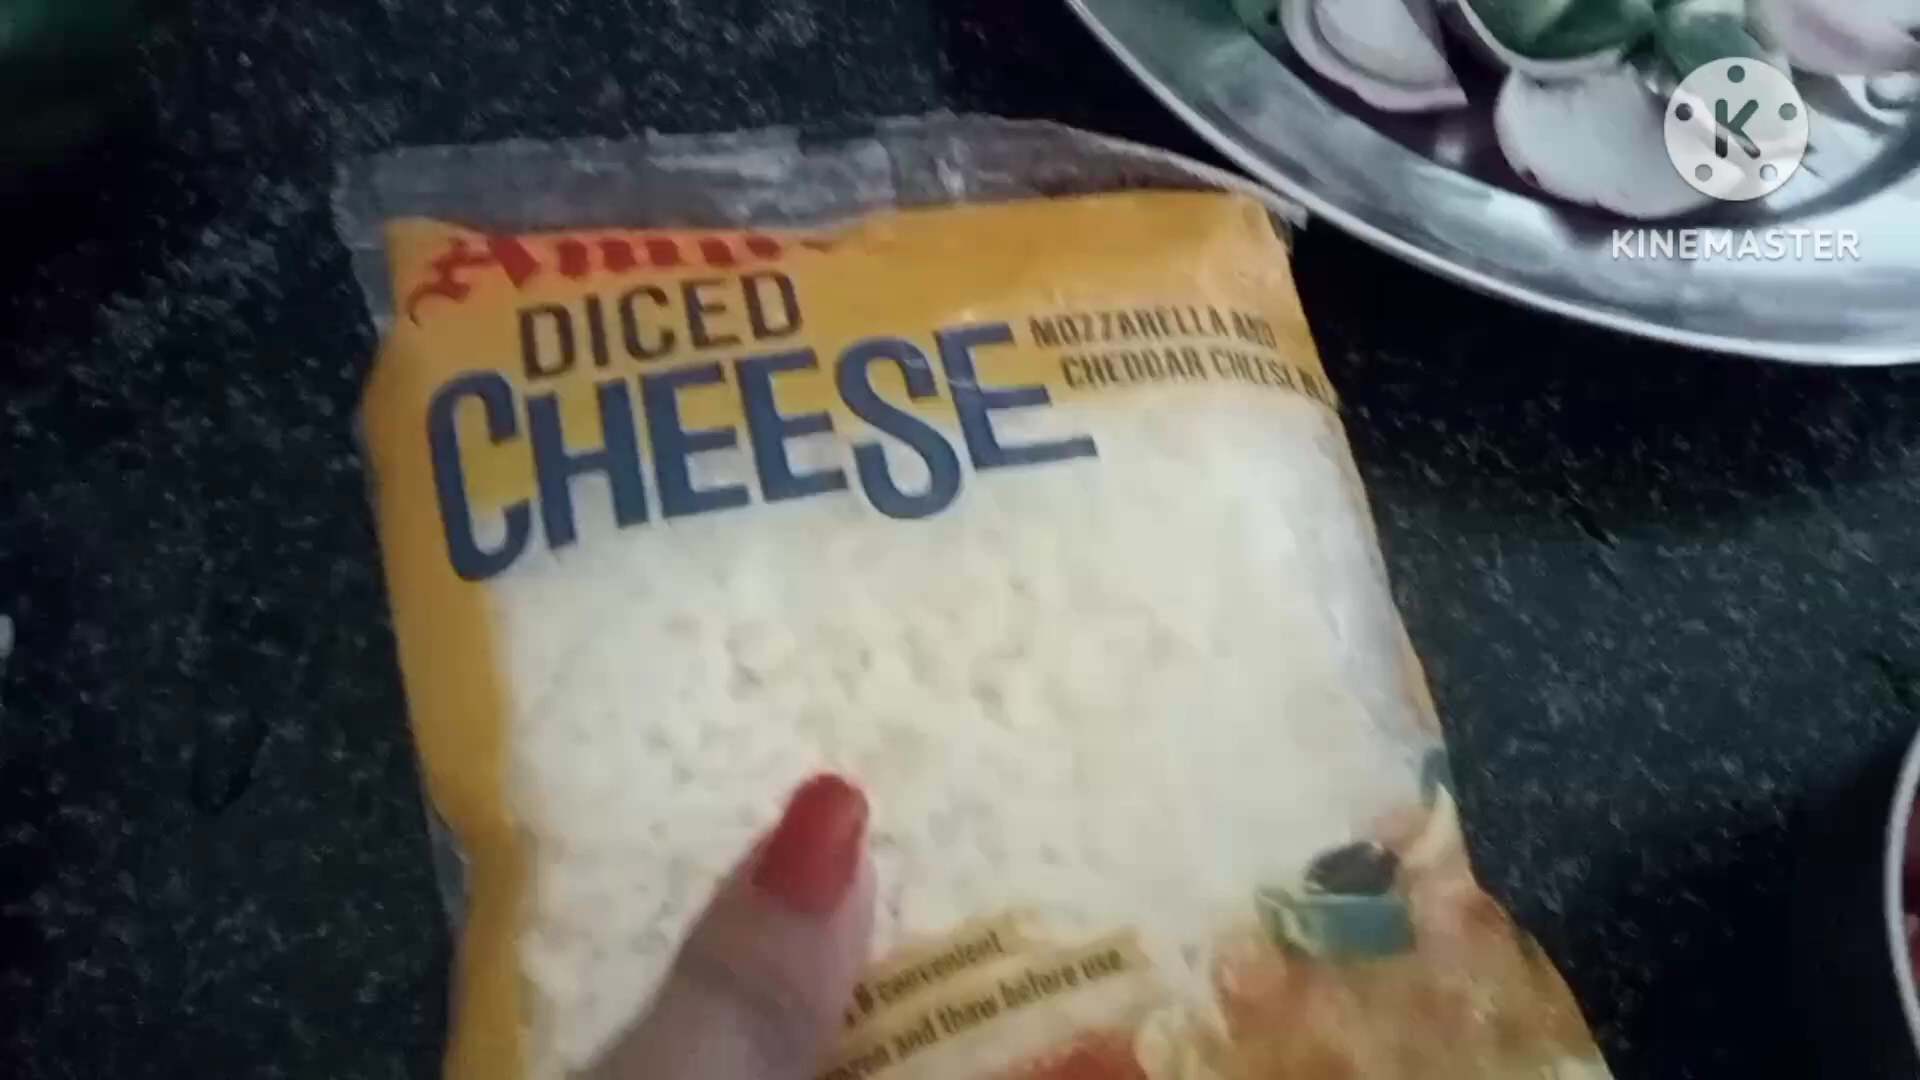 K
KINEMASTER
DICED
CHEESE
MOZZARELLA AND
CHEDDAR CHEESE
& convenient
and thaw before use.